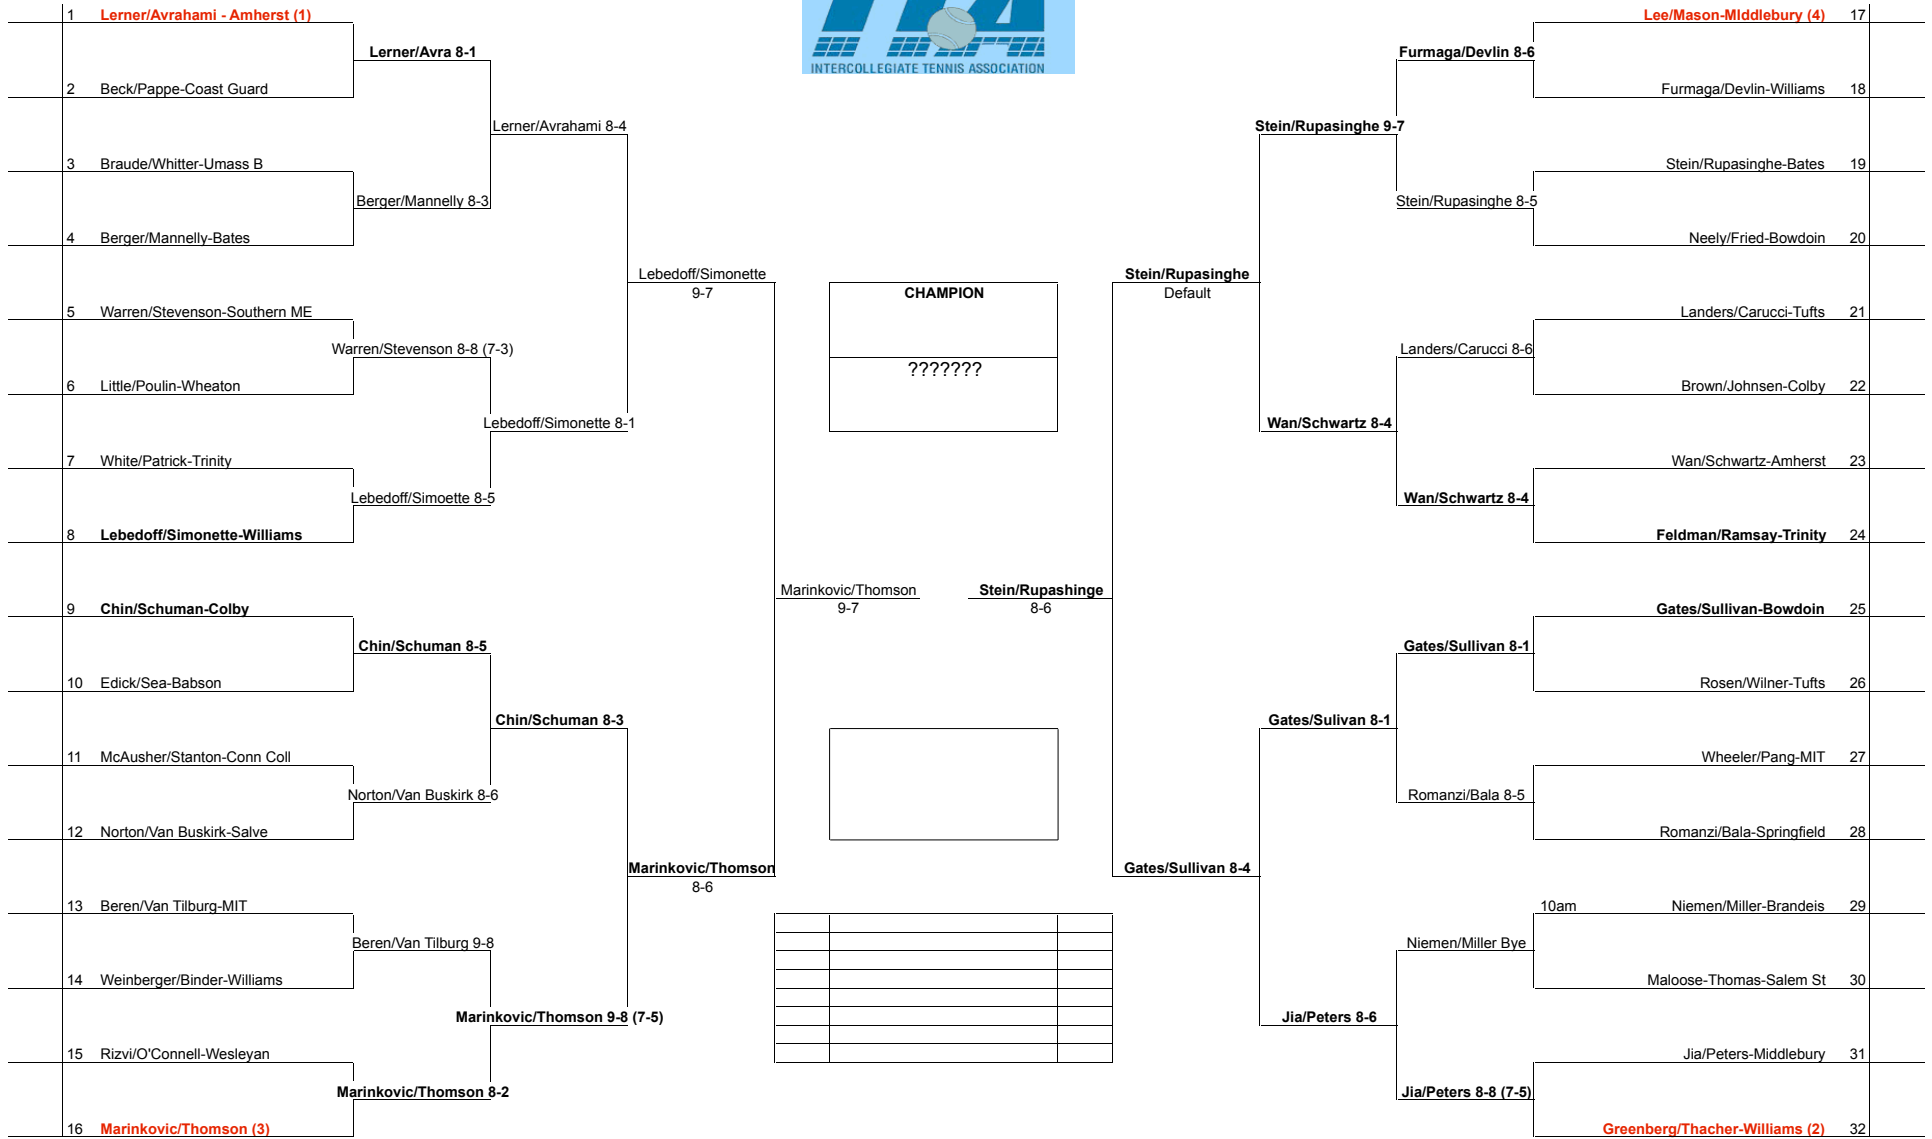 1 Lerner/Avrahami - Amherst (1)
Lerner/Avra 8-1
2 Beck/Pappe-Coast Guard
Lerner/Avrahami 8-4
3 Braude/Whitter-Umass B
Berger/Mannelly 8-3
4 Berger/Mannelly-Bates
Lebedoff/Simonette
9-7
5 Warren/Stevenson-Southern ME
Warren/Stevenson 8-8 (7-3)
6 Little/Poulin-Wheaton
Lebedoff/Simonette 8-1
7 White/Patrick-Trinity
Lebedoff/Simoette 8-5
8 Lebedoff/Simonette-Williams
Marinkovic/Thomson
9-7
9 Chin/Schuman-Colby
Chin/Schuman 8-5
10 Edick/Sea-Babson
Chin/Schuman 8-3
11 McAusher/Stanton-Conn Coll
Norton/Van Buskirk 8-6
12 Norton/Van Buskirk-Salve
Marinkovic/Thomson
8-6
13 Beren/Van Tilburg-MIT
Beren/Van Tilburg 9-8
14 Weinberger/Binder-Williams
Marinkovic/Thomson 9-8 (7-5)
15 Rizvi/O'Connell-Wesleyan
Marinkovic/Thomson 8-2
16 Marinkovic/Thomson (3)
ITA
INTERCOLLEGIATE TENNIS ASSOCIATION
CHAMPION
???????
Lee/Mason-MIddlebury (4) 17
Furmaga/Devlin 8-6
Furmaga/Devlin-Williams 18
Stein/Rupasinghe 9-7
Stein/Rupasinghe-Bates 19
Stein/Rupasinghe 8-5
Neely/Fried-Bowdoin 20
Stein/Rupasinghe
Default
Landers/Carucci-Tufts 21
Landers/Carucci 8-6
Brown/Johnsen-Colby 22
Wan/Schwartz 8-4
Wan/Schwartz-Amherst 23
Wan/Schwartz 8-4
Feldman/Ramsay-Trinity 24
Stein/Rupashinge
8-6
Gates/Sullivan-Bowdoin 25
Gates/Sullivan 8-1
Rosen/Wilner-Tufts 26
Gates/Sulivan 8-1
Wheeler/Pang-MIT 27
Romanzi/Bala 8-5
Romanzi/Bala-Springfield 28
Gates/Sullivan 8-4
10am Niemen/Miller-Brandeis 29
Niemen/Miller Bye
Maloose-Thomas-Salem St 30
Jia/Peters 8-6
Jia/Peters-Middlebury 31
Jia/Peters 8-8 (7-5)
Greenberg/Thacher-Williams (2) 32